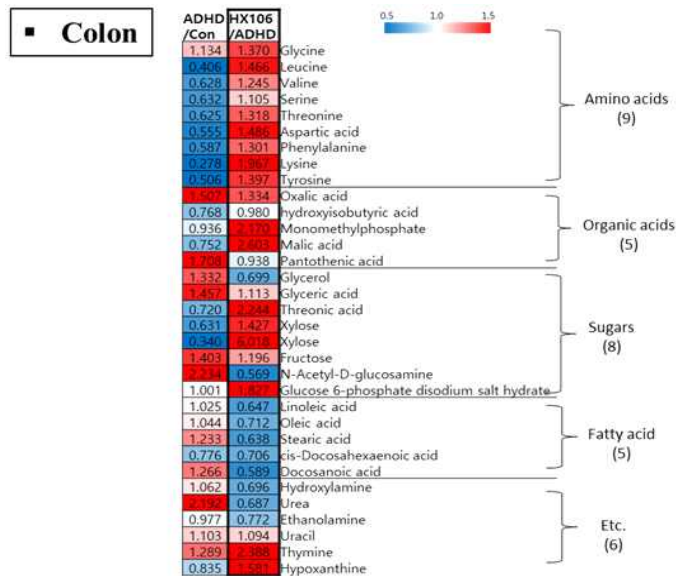 ▪ Colon
ADHD /Con HX106 /ADHD
0.5 1.0 1.5
1.134 1.370 Glycine
0.406 1.466 Leucine
0.628 1.245 Valine
0.632 1.105 Serine
0.625 1.318 Threonine
0.555 1.486 Aspartic acid
0.587 1.301 Phenylalanine
0.278 1.967 Lysine
0.506 1.397 Tyrosine
Amino acids
(9)
1.507 1.334 Oxalic acid
0.768 0.980 hydroxyisobutyric acid
0.936 2.170 Monomethylphosphate
0.752 2.603 Malic acid
1.708 0.938 Pantothenic acid
Organic acids
(5)
1.332 0.699 Glycerol
1.457 1.113 Glyceric acid
0.720 2.244 Threonic acid
0.631 1.427 Xylose
0.340 6.018 Xylose
1.403 1.196 Fructose
2.234 0.569 N-Acetyl-D-glucosamine
1.001 1.827 Glucose 6-phosphate disodium salt hydrate
Sugars
(8)
1.025 0.647 Linoleic acid
1.044 0.712 Oleic acid
1.233 0.638 Stearic acid
0.776 0.706 cis-Docosahexaenoic acid
1.266 0.589 Docosanoic acid
Fatty acid
(5)
1.062 0.696 Hydroxylamine
2.192 0.687 Urea
0.977 0.772 Ethanolamine
1.103 1.094 Uracil
1.289 2.388 Thymine
0.835 1.581 Hypoxanthine
Etc.
(6)